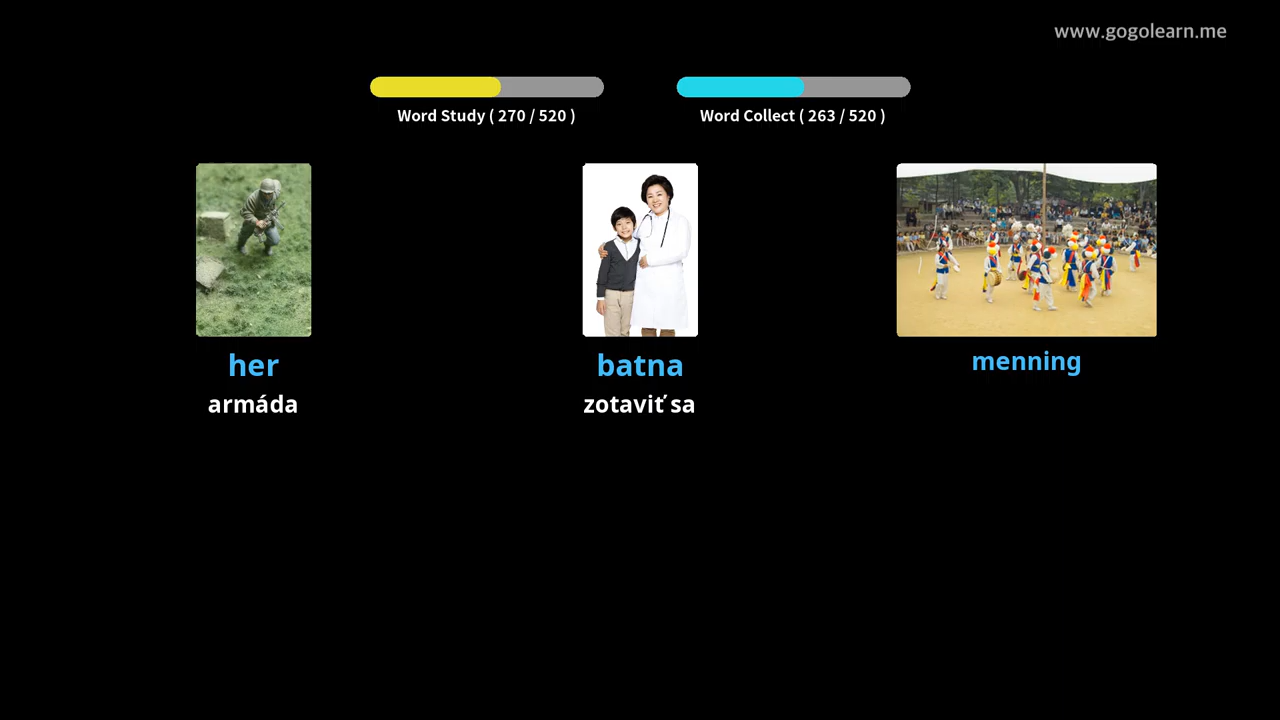 www.gogolearn.me
Word Study ( 270 / 520 )
Word Collect ( 263 / 520 )
her
batna
menning
armáda
zotaviť sa